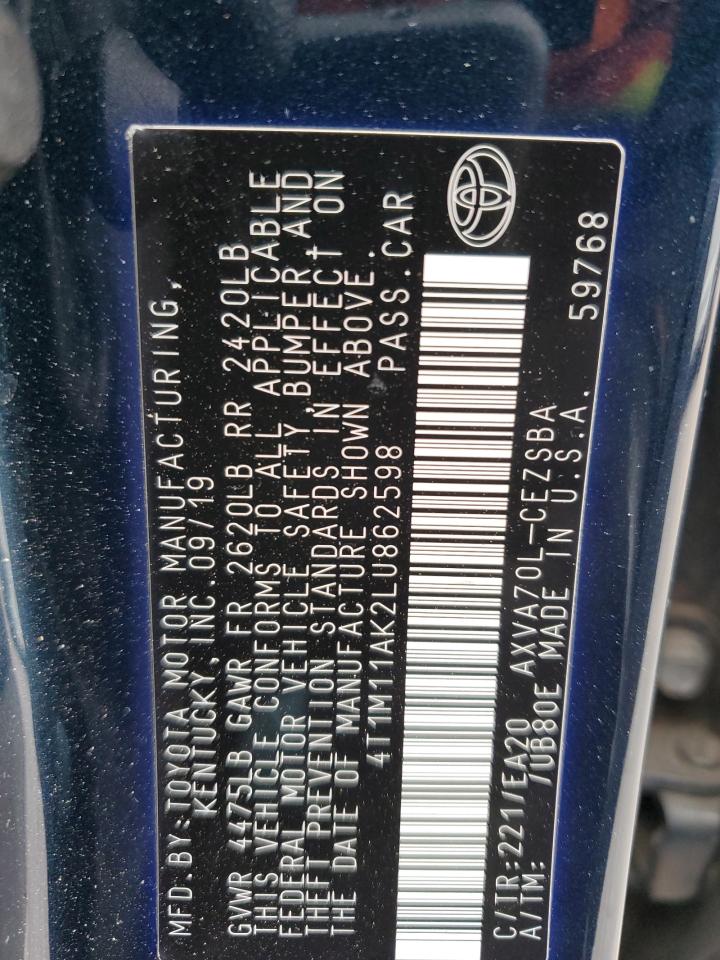 MFD.BY:TOYOTA MOTOR MANUFACTURING,
KENTUCKY, INC.09/19
GVWR 4475LB GAWR FR 2620LB RR 2420LB
THIS VEHICLE CONFORMS TO ALL APPLICABLE
FEDERAL MOTOR VEHICLE SAFETY, BUMPER, AND
THEFT PREVENTION STANDARDS IN EFFECT ON
THE DATE OF MANUFACTURE SHOWN ABOVE.
4T1M11AK2LU862598 PASS.CAR
C/TR:221/EA20 AXVA70L-CEZSBA
A/TM: /UB80E MADE IN U.S.A. 59768